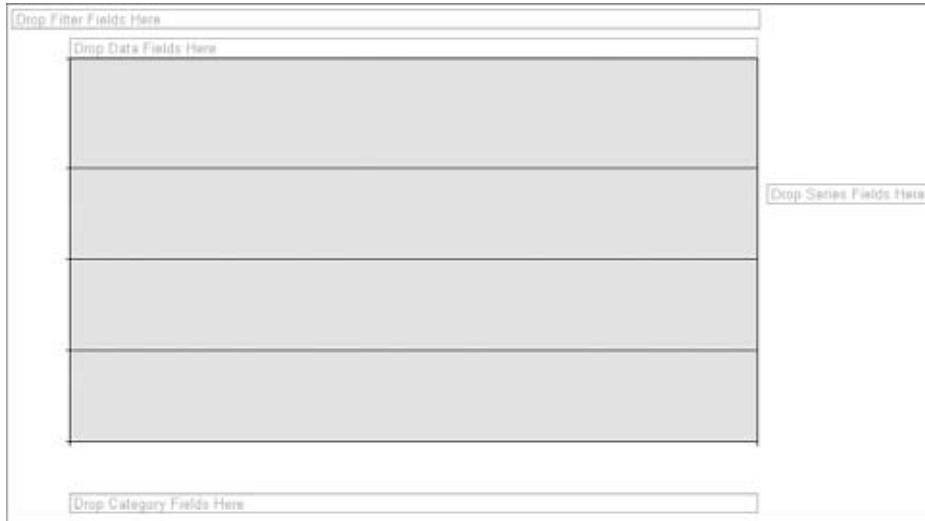 Drop Filter Fields Here
Drop Data Fields Here
Drop Series Fields Here
Drop Category Fields Here